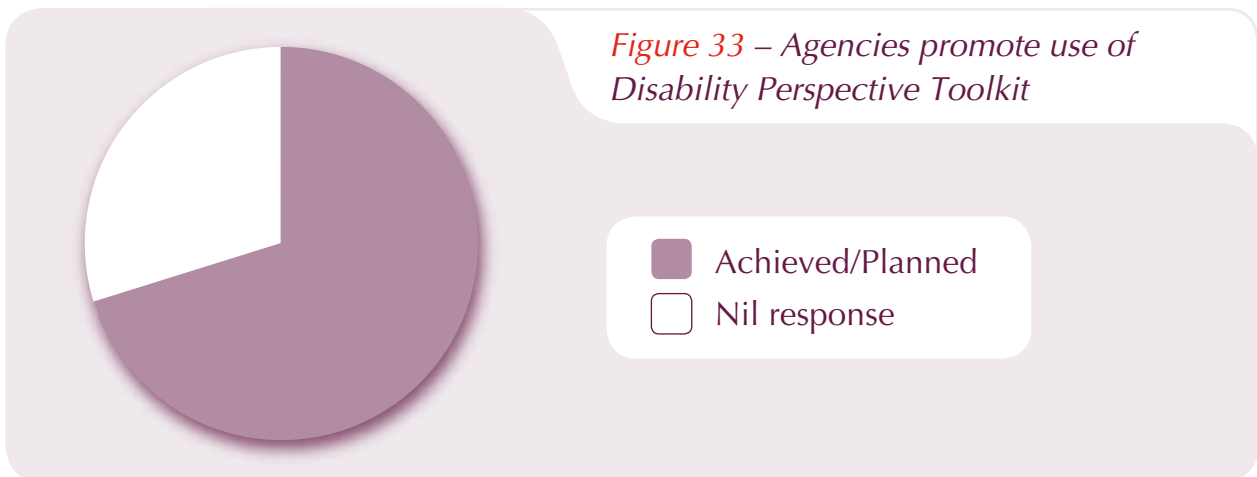 Figure 33 – Agencies promote use of
Disability Perspective Toolkit
Achieved/Planned
Nil response